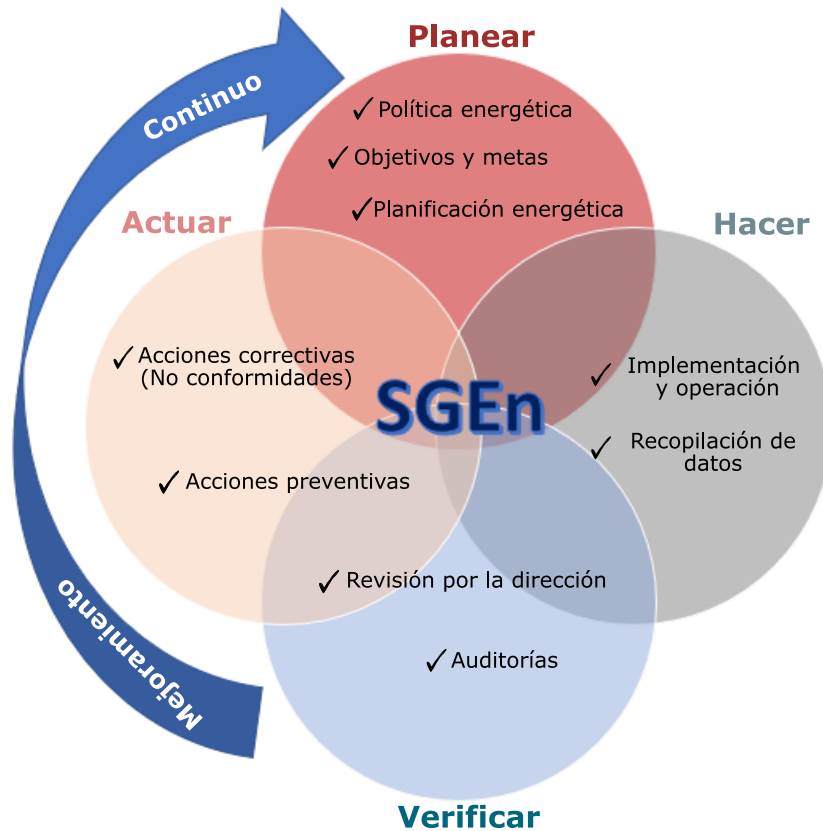 Planear
Continuo
✓ Política energética
✓ Objetivos y metas
✓ Planificación energética
Actuar
Hacer
✓ Acciones correctivas
(No conformidades)
✓ Implementación
y operación
SGEn
✓ Recopilación de
datos
✓ Acciones preventivas
✓ Revisión por la dirección
Mejoramiento
✓ Auditorías
Verificar